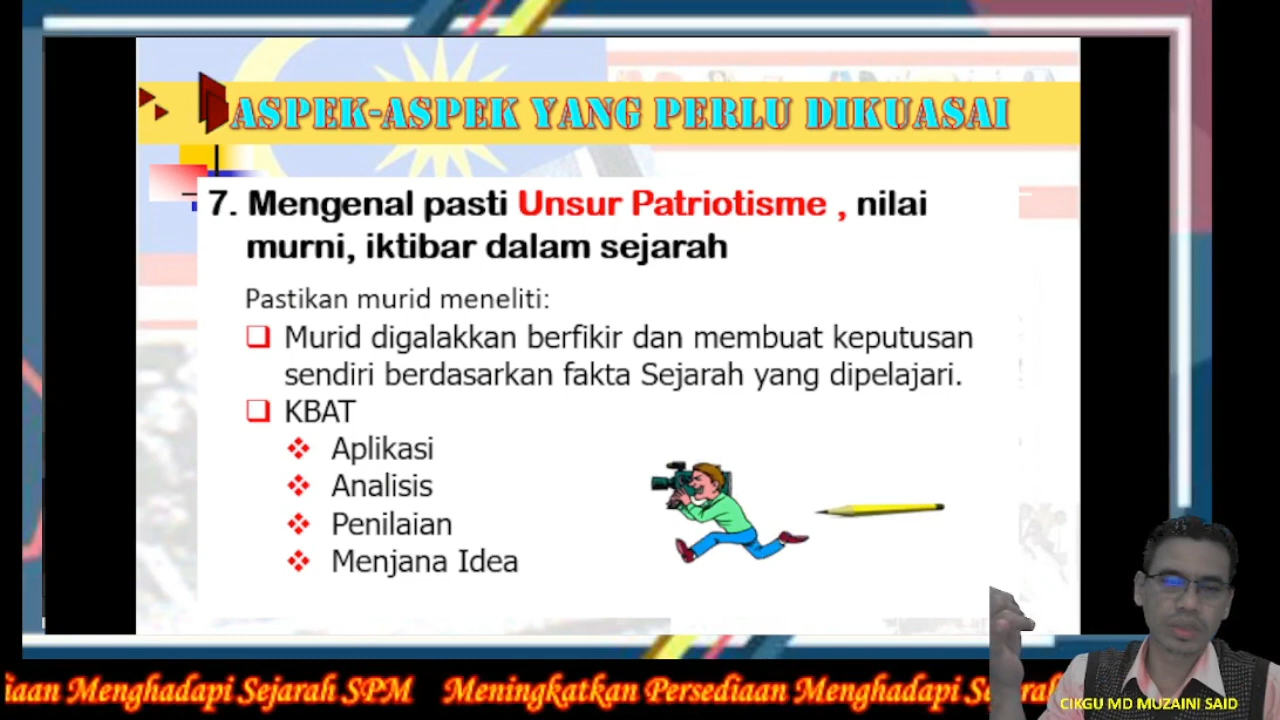 ASPEK-ASPEK YANG PERLU DIKUASAI
7. Mengenal pasti Unsur Patriotisme , nilai
murni, iktibar dalam sejarah
Pastikan murid meneliti:
Murid digalakkan berfikir dan membuat keputusan
sendiri berdasarkan fakta Sejarah yang dipelajari.
KBAT
Aplikasi
Analisis
Penilaian
Menjana Idea
Menghadapi Sejarah SPM Meningkatkan Persediaan Menghadapi
CIKGU MD MUZAINI SAID